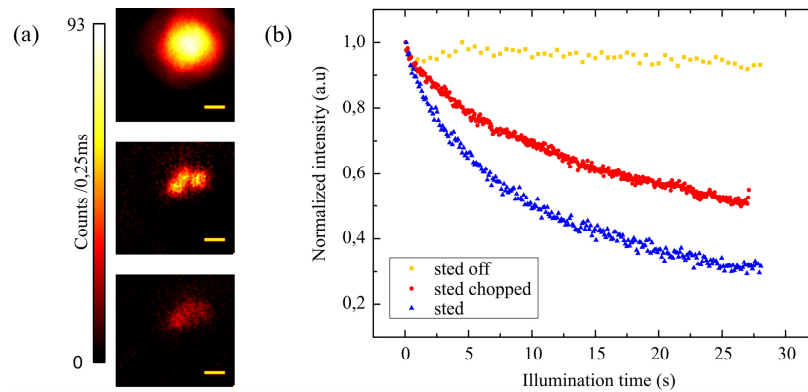 (a)
93
Counts /0,25ms
0
(b)
Normalized intensity (a.u)
1,0
0,8
0,6
0,4
0,2
sted off
sted chopped
sted
0 5 10 15 20 25 30
Illumination time (s)